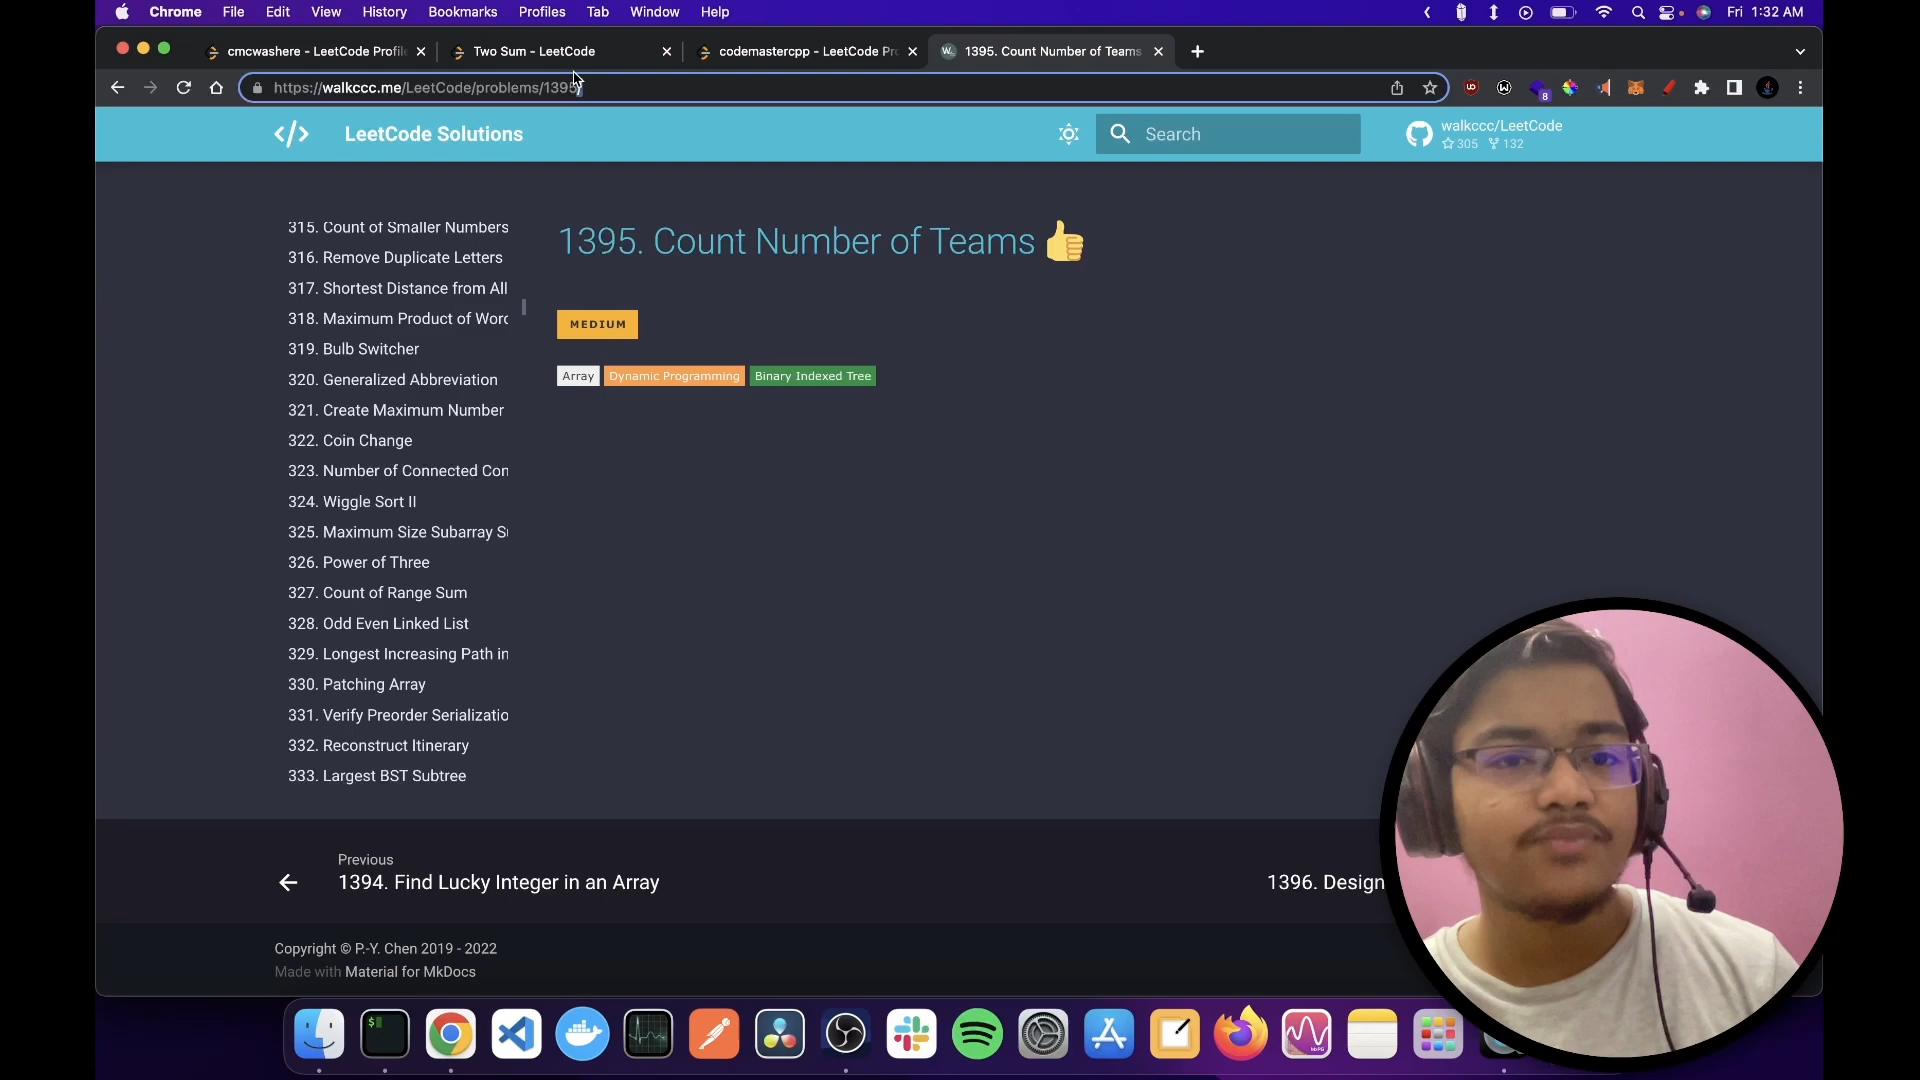 Chrome File Edit View History Bookmarks Profiles Tab Window Help
Fri 1:32 AM
cmcwashere - LeetCode Profile
Two Sum - LeetCode
codemastercpp - LeetCode Pr
1395. Count Number of Teams
https://walkccc.me/LeetCode/problems/1395/
8
LeetCode Solutions
Search
walkccc/LeetCode
305 132
315. Count of Smaller Numbers
316. Remove Duplicate Letters
317. Shortest Distance from All
318. Maximum Product of Word
319. Bulb Switcher
320. Generalized Abbreviation
321. Create Maximum Number
322. Coin Change
323. Number of Connected Con
324. Wiggle Sort II
325. Maximum Size Subarray S
326. Power of Three
327. Count of Range Sum
328. Odd Even Linked List
329. Longest Increasing Path in
330. Patching Array
331. Verify Preorder Serializatio
332. Reconstruct Itinerary
333. Largest BST Subtree
1395. Count Number of Teams 👍
MEDIUM
Array Dynamic Programming Binary Indexed Tree
Previous
1394. Find Lucky Integer in an Array
1396. Design
Copyright © P.-Y. Chen 2019 - 2022
Made with Material for MkDocs